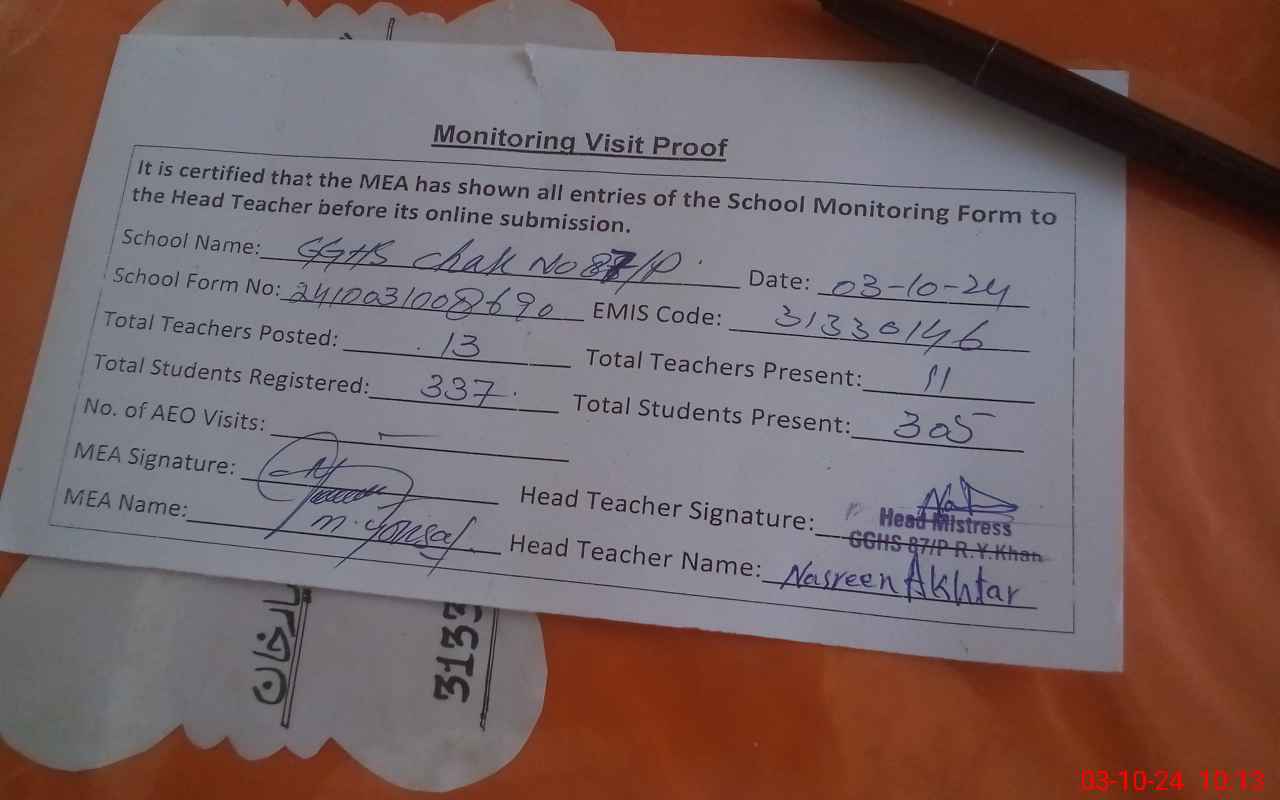 Monitoring Visit Proof
It is certified that the MEA has shown all entries of the School Monitoring Form to
the Head Teacher before its online submission.
School Name: GGHS Chak No 87/P Date: 03-10-24
School Form No: 2410031008690 EMIS Code: 31330146
Total Teachers Posted: 13 Total Teachers Present: 11
Total Students Registered: 337 Total Students Present: 305
No. of AEO Visits: —
MEA Signature: Head Teacher Signature:
Head Mistress
GGHS 87/P R.Y.Khan
MEA Name: M. Yousaf Head Teacher Name: Nasreen Akhtar
3133
03-10-24 10:13